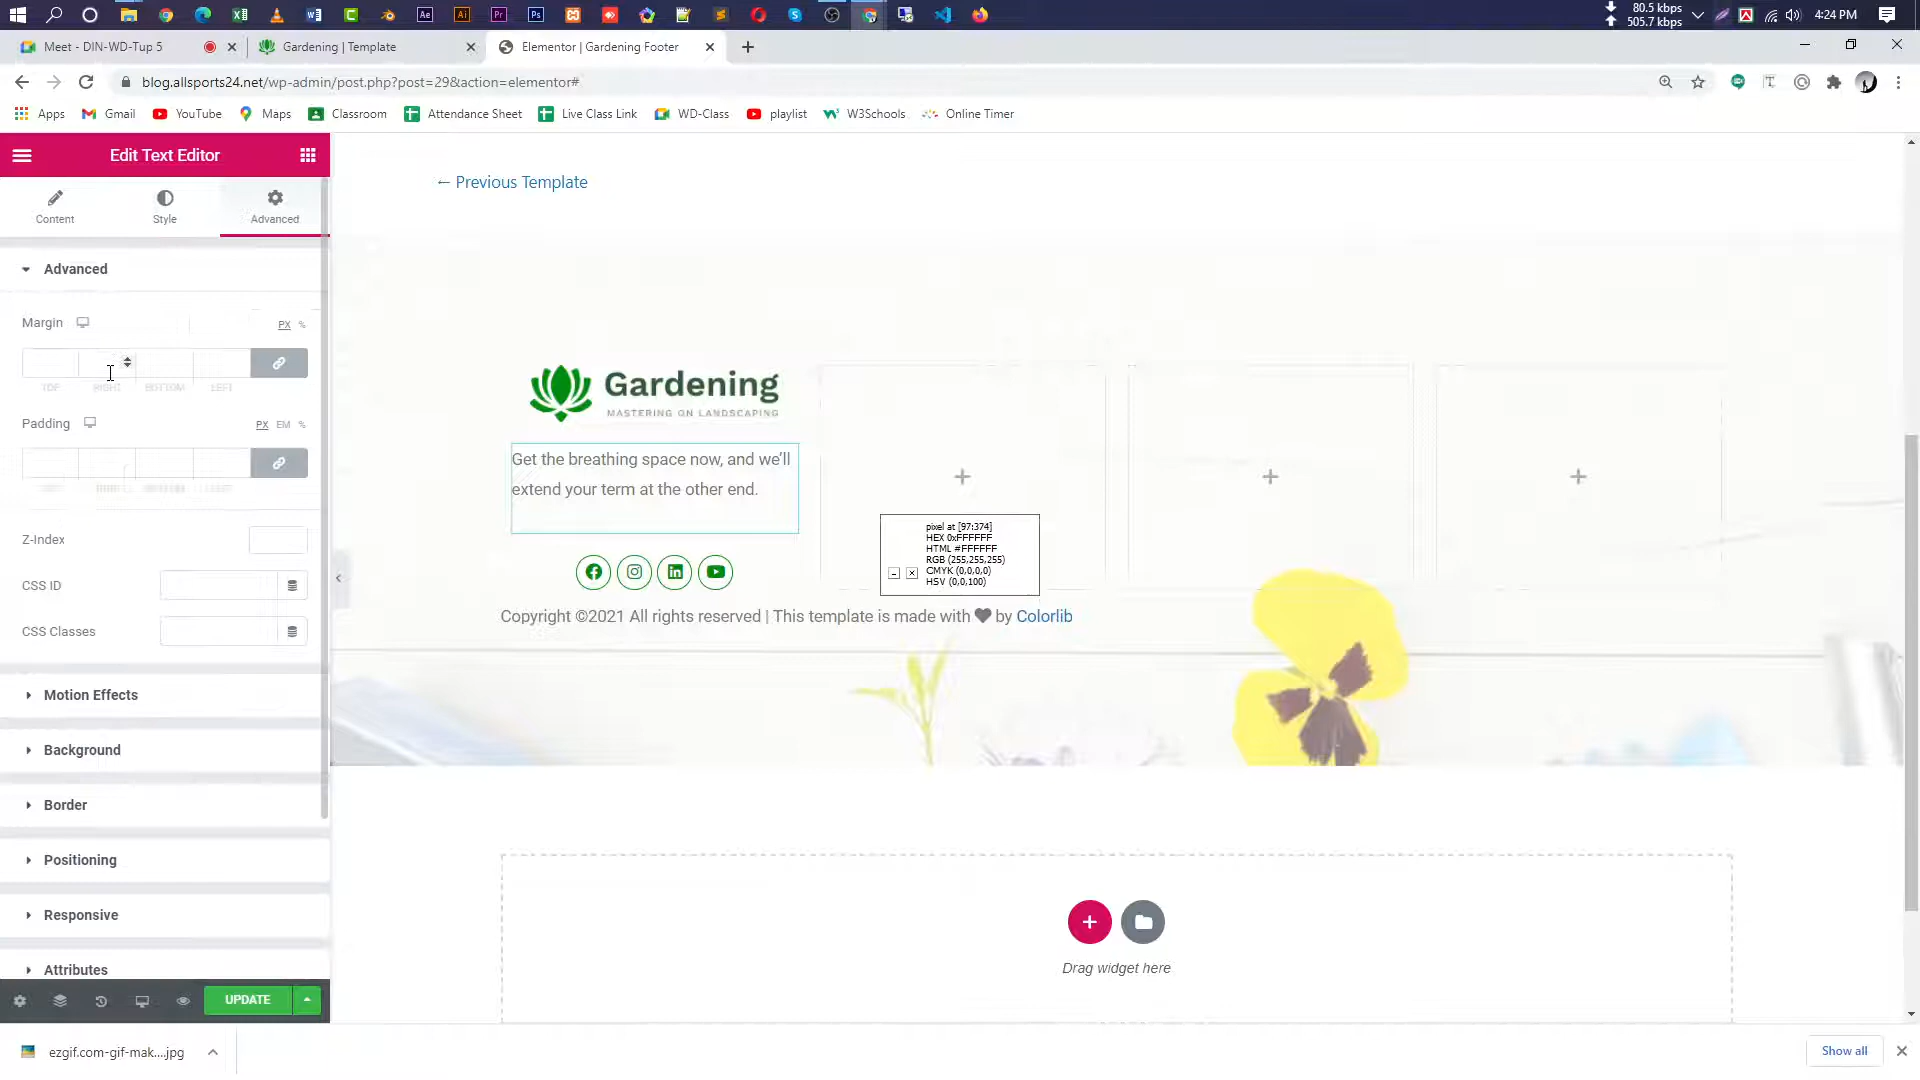 80.5 kbps
505.7 kbps
4:24 PM
Meet - DIN-WD-Tup 5
Gardening | Template
Elementor | Gardening Footer
blog.allsports24.net/wp-admin/post.php?post=29&action=elementor#
Apps
Gmail
YouTube
Maps
Classroom
Attendance Sheet
Live Class Link
WD-Class
playlist
W3Schools
Online Timer
Edit Text Editor
Content
Style
Advanced
Advanced
Margin
PX %
TOP RIGHT BOTTOM LEFT
Padding
PX EM %
Z-Index
CSS ID
CSS Classes
Motion Effects
Background
Border
Positioning
Responsive
Attributes
UPDATE
← Previous Template
Gardening
MASTERING ON LANDSCAPING
Get the breathing space now, and we’ll
extend your term at the other end.
pixel at [97:374]
HEX 0xFFFFFF
HTML #FFFFFF
RGB (255,255,255)
CMYK (0,0,0,0)
HSV (0,0,100)
Copyright ©2021 All rights reserved | This template is made with ♥ by Colorlib
Drag widget here
ezgif.com-gif-mak....jpg
Show all